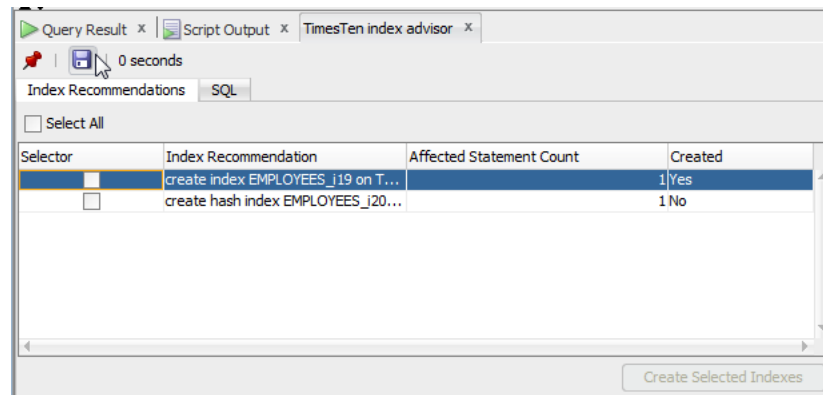 Query Result x Script Output x TimesTen index advisor x
0 seconds
Index Recommendations SQL
Select All
Selector Index Recommendation Affected Statement Count Created
create index EMPLOYEES_i19 on T... 1 Yes
create hash index EMPLOYEES_i20... 1 No
Create Selected Indexes